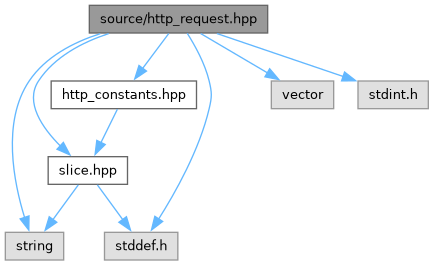 source/http_request.hpp
http_constants.hpp
vector
stdint.h
slice.hpp
string
stddef.h